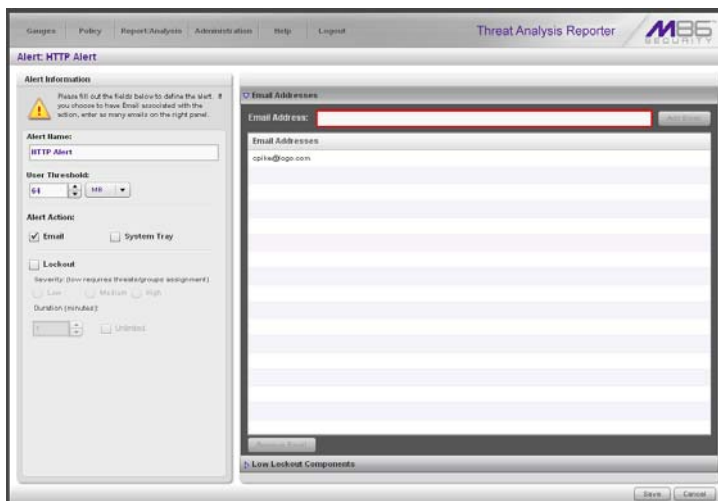 Gauges Policy Report/Analysis Administration Help Logout
Threat Analysis Reporter
M86 SECURITY
Alert: HTTP Alert
Alert Information
Please fill out the fields below to define the alert. If
you choose to have Email associated with the
action, enter as many emails on the right panel.
Alert Name:
HTTP Alert
User Threshold:
64 MB
Alert Action:
Email System Tray
Lockout
Severity: (low requires threats/groups assignment)
Low Medium High
Duration (minutes):
Unlimited
Email Addresses
Email Address: Add Email
Email Addresses
cpike@logo.com
Remove Email
Low Lockout Components
Save Cancel